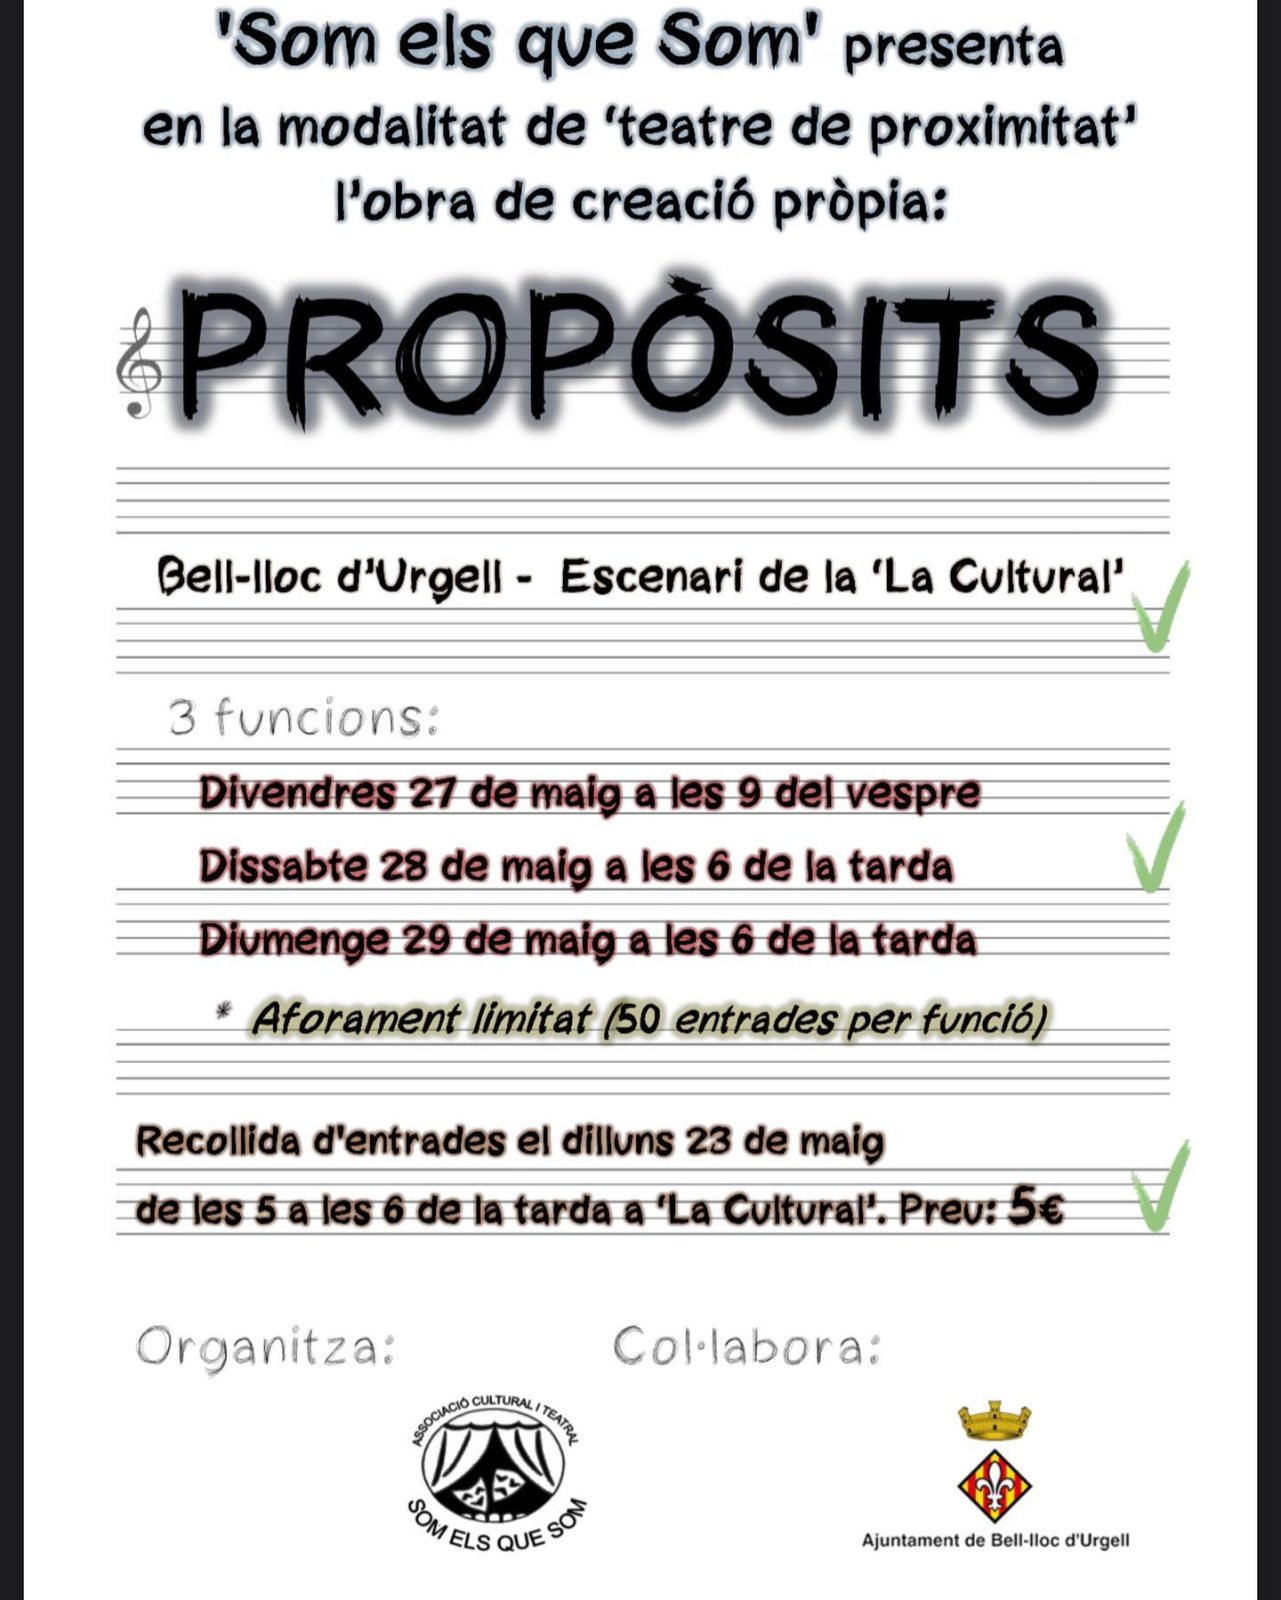 'Som els que Som' presenta
en la modalitat de ‘teatre de proximitat’
l’obra de creació pròpia:
PROPÒSITS
Bell-lloc d’Urgell - Escenari de la ‘La Cultural’
3 funcions:
Divendres 27 de maig a les 9 del vespre
Dissabte 28 de maig a les 6 de la tarda
Diumenge 29 de maig a les 6 de la tarda
* Aforament limitat (50 entrades per funció)
Recollida d'entrades el dilluns 23 de maig
de les 5 a les 6 de la tarda a ‘La Cultural’. Preu: 5€
Organitza: Col·labora:
ASSOCIACIÓ CULTURAL I TEATRAL
SOM ELS QUE SOM
Ajuntament de Bell-lloc d'Urgell